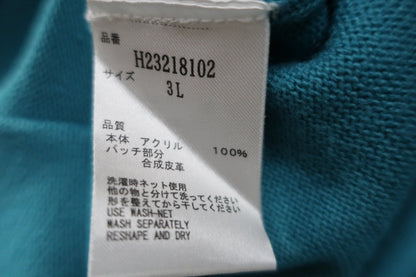 品番
H23218102
サイズ
3L
品質
本体 アクリル 100%
パッチ部分
合成皮革
洗濯時ネット使用
他の物と分けて洗ってください
形を整えてから干してください
USE WASH-NET
WASH SEPARATELY
RESHAPE AND DRY